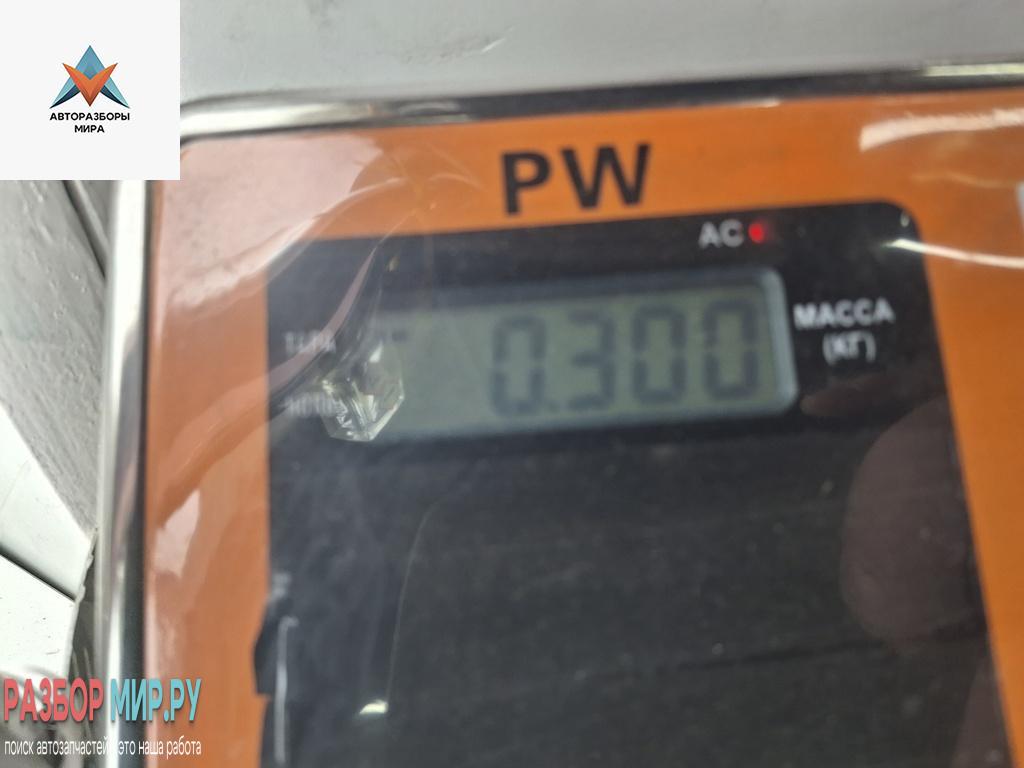 АВТОРАЗБОРЫ
МИРА
PW
AC
0.300
МАССА
(КГ)
РАЗБОР МИР.РУ
поиск автозапчастей это наша работа